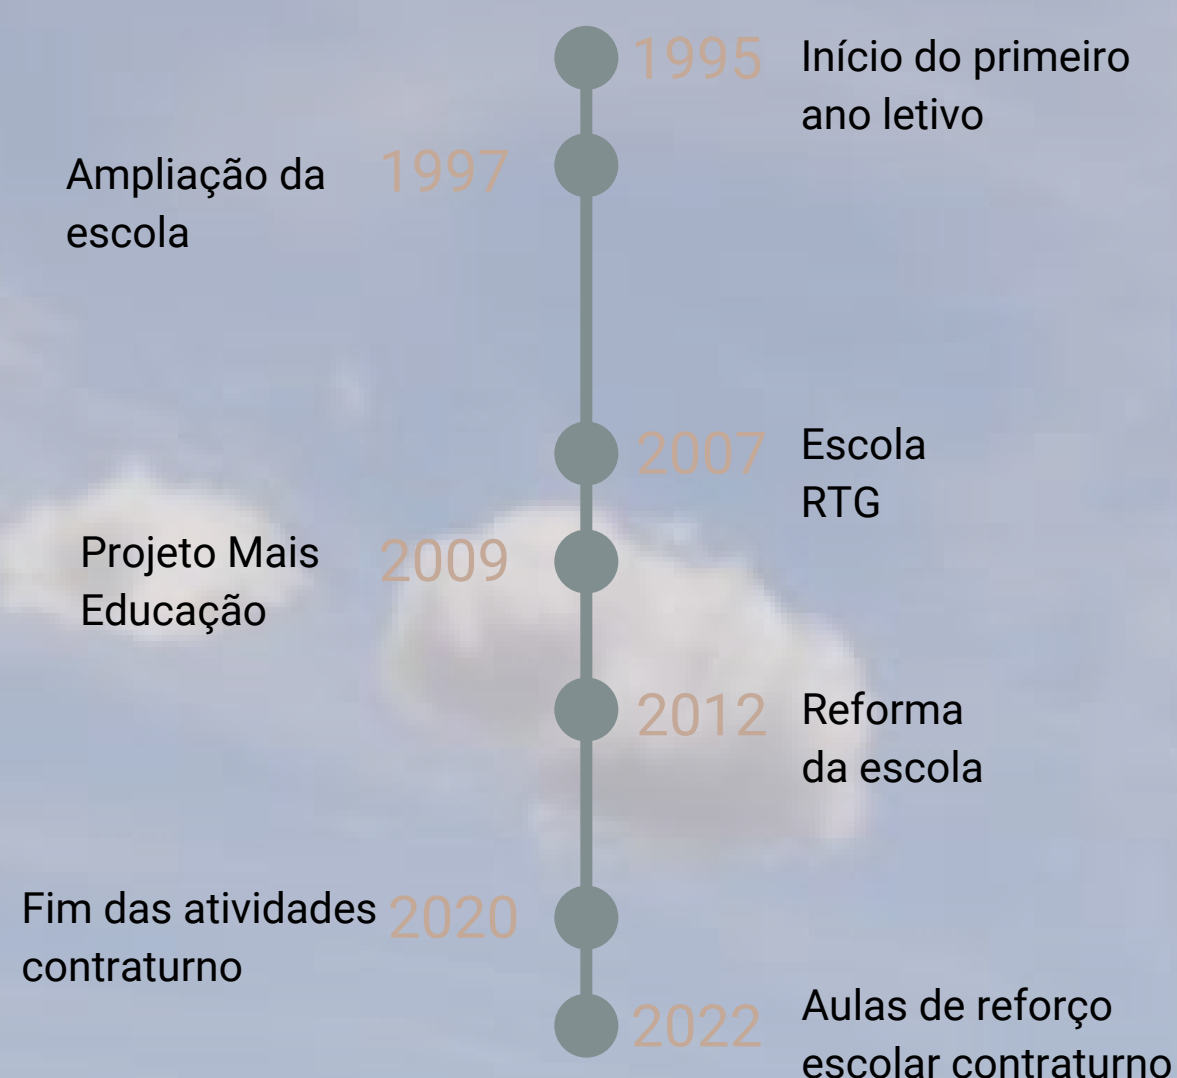 1995
Início do primeiro
ano letivo
1997
Ampliação da
escola
2007
Escola
RTG
2009
Projeto Mais
Educação
2012
Reforma
da escola
2020
Fim das atividades
contraturno
2022
Aulas de reforço
escolar contraturno